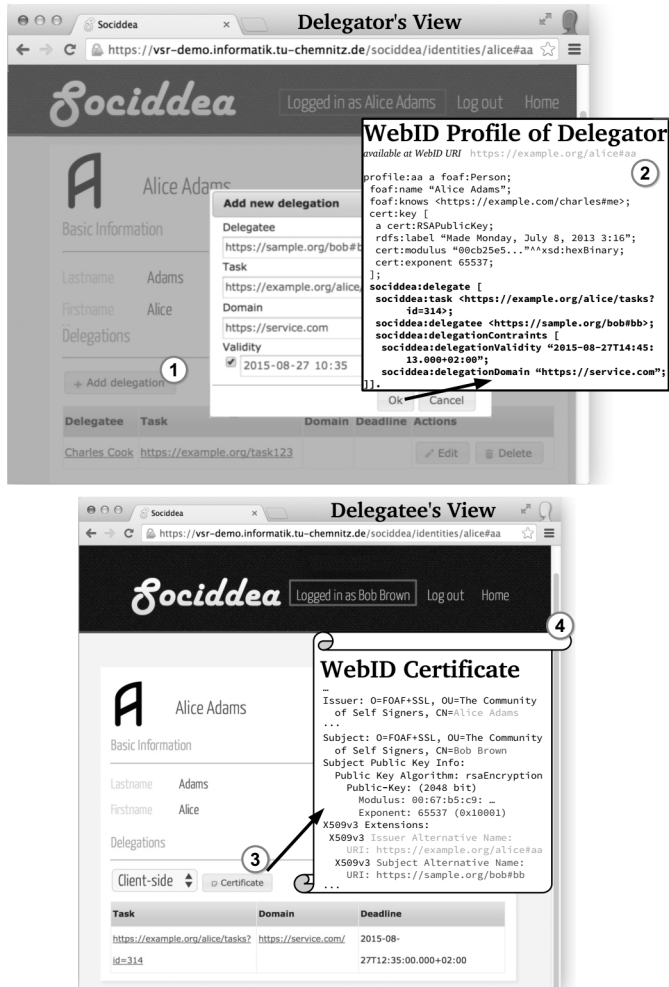 Sociddea
×
Delegator's View
https://vsr-demo.informatik.tu-chemnitz.de/sociddea/identities/alice#aa
Sociddea
Logged in as Alice Adams
Log out
Home
A
Alice Adams
Basic Information
Lastname Adams
Firstname Alice
Delegations
1
+ Add delegation
Delegatee Task Domain Deadline Actions
Charles Cook https://example.org/task123 Edit Delete
Add new delegation
Delegatee
https://sample.org/bob#b
Task
https://example.org/alice/
Domain
https://service.com
Validity
2015-08-27 10:35
Ok Cancel
WebID Profile of Delegator
available at WebID URI https://example.org/alice#aa
2
profile:aa a foaf:Person;
foaf:name “Alice Adams”;
foaf:knows <https://example.com/charles#me>;
cert:key [
a cert:RSAPublicKey;
rdfs:label “Made Monday, July 8, 2013 3:16”;
cert:modulus “00cb25e5...”^^xsd:hexBinary;
cert:exponent 65537;
];
sociddea:delegate [
sociddea:task <https://example.org/alice/tasks?
id=314>;
sociddea:delegatee <https://sample.org/bob#bb>;
sociddea:delegationContraints [
sociddea:delegationValidity “2015-08-27T14:45:
13.000+02:00”;
sociddea:delegationDomain “https://service.com”;
]].
Sociddea
×
Delegatee's View
https://vsr-demo.informatik.tu-chemnitz.de/sociddea/identities/alice#aa
Sociddea
Logged in as Bob Brown
Log out
Home
4
A
Alice Adams
Basic Information
Lastname Adams
Firstname Alice
Delegations
3
Client-side
Certificate
Task Domain Deadline
https://example.org/alice/tasks? https://service.com/ 2015-08-
id=314 27T12:35:00.000+02:00
WebID Certificate
…
Issuer: O=FOAF+SSL, OU=The Community
of Self Signers, CN=Alice Adams
...
Subject: O=FOAF+SSL, OU=The Community
of Self Signers, CN=Bob Brown
Subject Public Key Info:
Public Key Algorithm: rsaEncryption
Public-Key: (2048 bit)
Modulus: 00:67:b5:c9: …
Exponent: 65537 (0x10001)
X509v3 Extensions:
X509v3 Issuer Alternative Name:
URI: https://example.org/alice#aa
X509v3 Subject Alternative Name:
URI: https://sample.org/bob#bb
...